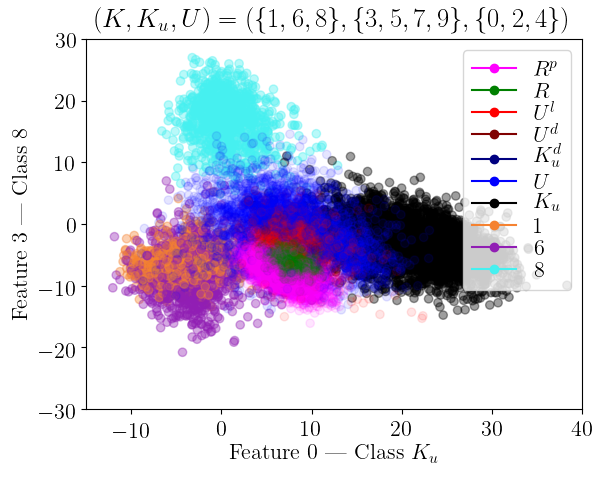 (K, K_u, U) = ({1, 6, 8}, {3, 5, 7, 9}, {0, 2, 4})
30
20
10
0
−10
−20
−30
Feature 3 — Class 8
R^p
R
U^l
U^d
K_u^d
U
K_u
1
6
8
−10
0
10
20
30
40
Feature 0 — Class K_u